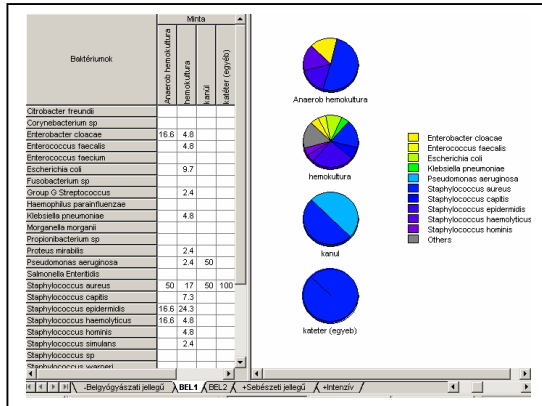 Minta
Baktériumok
Anaerob hemokultura
hemokultura
kanül
katéter (egyéb)
Citrobacter freundii
Corynebacterium sp
Enterobacter cloacae 16.6 4.8
Enterococcus faecalis 4.8
Enterococcus faecium
Escherichia coli 9.7
Fusobacterium sp
Group G Streptococcus 2.4
Haemophilus parainfluenzae
Klebsiella pneumoniae 4.8
Morganella morganii
Propionibacterium sp
Proteus mirabilis 2.4
Pseudomonas aeruginosa 2.4 50
Salmonella Enteritidis
Staphylococcus aureus 50 17 50 100
Staphylococcus capitis 7.3
Staphylococcus epidermidis 16.6 24.3
Staphylococcus haemolyticus 16.6 4.8
Staphylococcus hominis 4.8
Staphylococcus simulans 2.4
Staphylococcus sp
Staphylococcus warneri
Anaerob hemokultura
hemokultura
kanul
kateter (egyeb)
Enterobacter cloacae
Enterococcus faecalis
Escherichia coli
Klebsiella pneumoniae
Pseudomonas aeruginosa
Staphylococcus aureus
Staphylococcus capitis
Staphylococcus epidermidis
Staphylococcus haemolyticus
Staphylococcus hominis
Others
-Belgyógyászati jellegű BEL1 BEL2 +Sebészeti jellegű +Intenzív